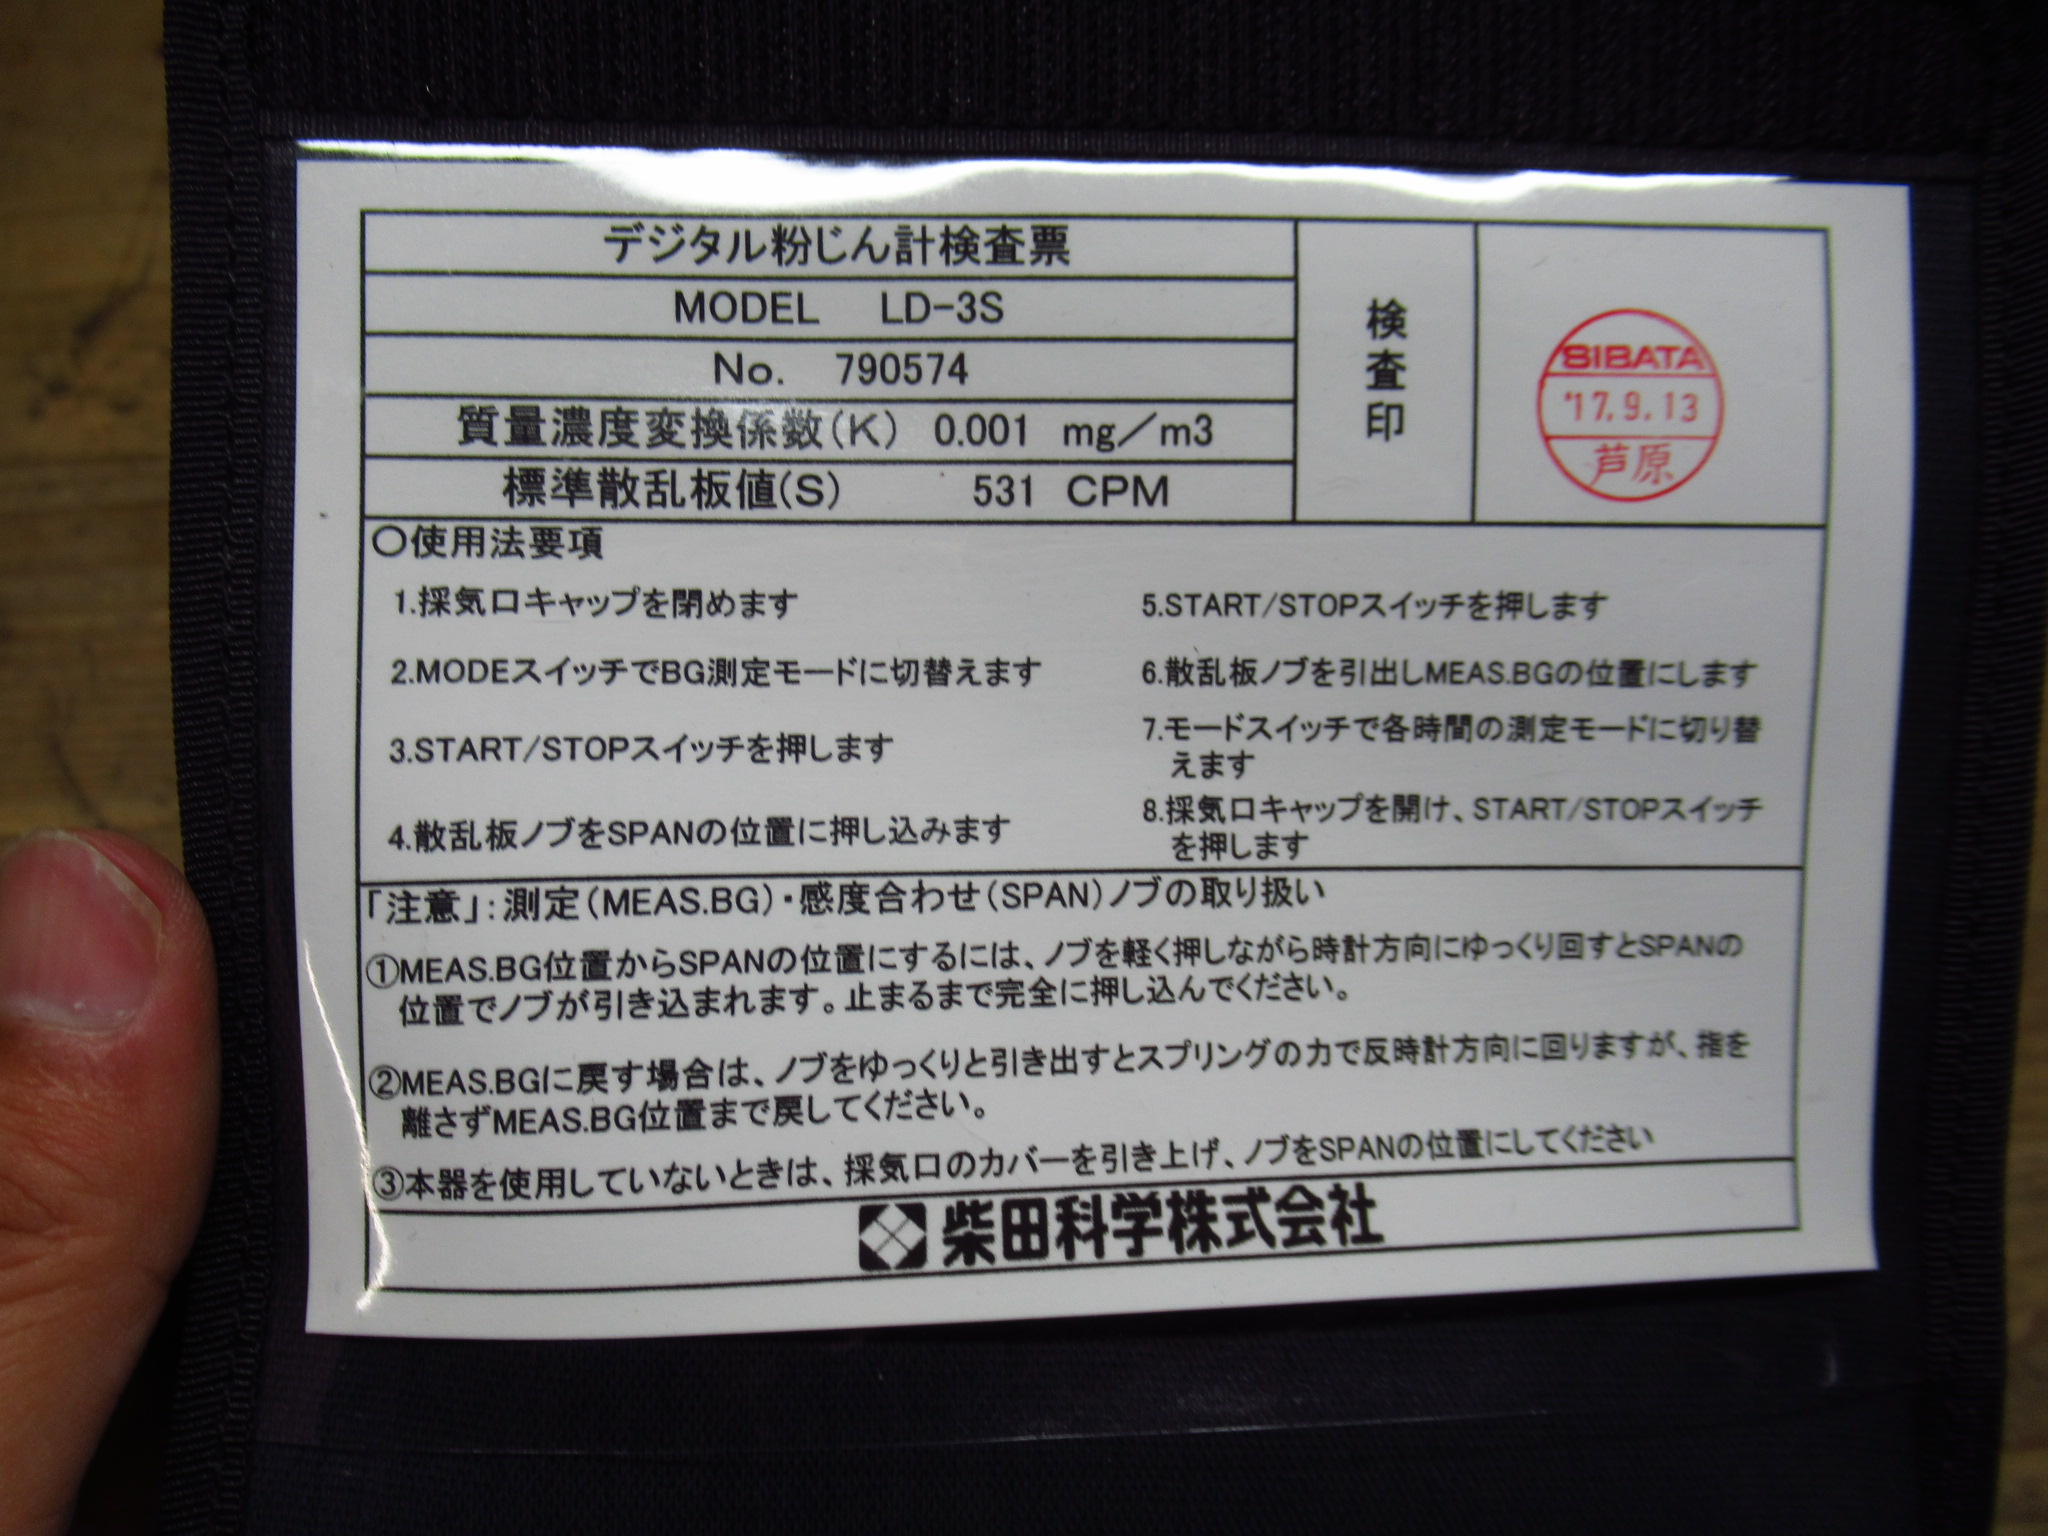 デジタル粉じん計検査票
MODEL LD-3S
No. 790574
質量濃度変換係数(K) 0.001 mg/m3
標準散乱板値(S) 531 CPM
検査印
SIBATA
'17.9.13
芦原
○使用法要項
1.採気口キャップを閉めます
2.MODEスイッチでBG測定モードに切替えます
3.START/STOPスイッチを押します
4.散乱板ノブをSPANの位置に押し込みます
5.START/STOPスイッチを押します
6.散乱板ノブを引出しMEAS.BGの位置にします
7.モードスイッチで各時間の測定モードに切り替
えます
8.採気口キャップを開け、START/STOPスイッチ
を押します
「注意」:測定(MEAS.BG)・感度合わせ(SPAN)ノブの取り扱い
①MEAS.BG位置からSPANの位置にするには、ノブを軽く押しながら時計方向にゆっくり回すとSPANの
位置でノブが引き込まれます。止まるまで完全に押し込んでください。
②MEAS.BGに戻す場合は、ノブをゆっくりと引き出すとスプリングの力で反時計方向に回りますが、指を
離さずMEAS.BG位置まで戻してください。
③本器を使用していないときは、採気口のカバーを引き上げ、ノブをSPANの位置にしてください
柴田科学株式会社